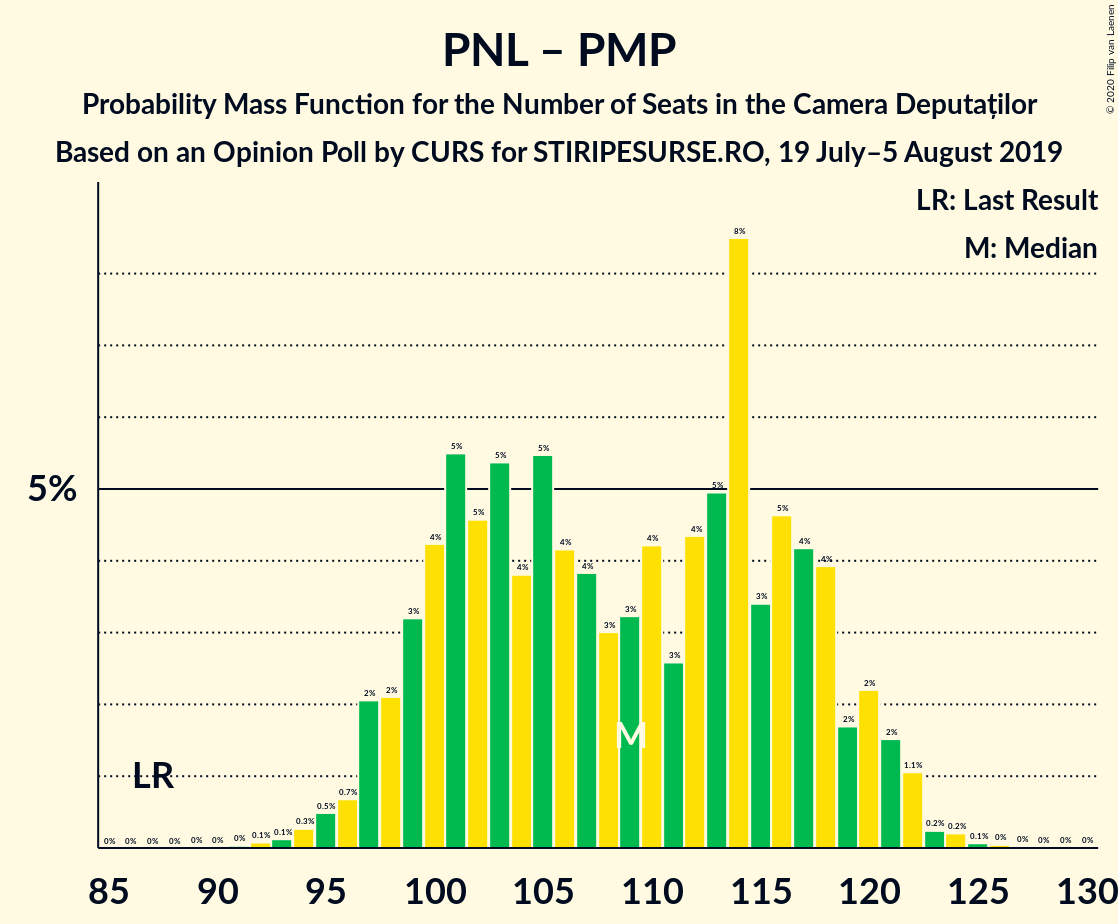 PNL – PMP
Probability Mass Function for the Number of Seats in the Camera Deputaților
Based on an Opinion Poll by CURS for STIRIPESURSE.RO, 19 July–5 August 2019
© 2020 Filip van Laenen
LR: Last Result
M: Median
5%
0% 0% 0% 0% 0% 0% 0% 0.1% 0.1% 0.3% 0.5% 0.7% 2% 2% 3% 4% 5% 5% 5% 4% 5% 4% 4% 3% 3% 4% 3% 4% 5% 8% 3% 5% 4% 4% 2% 2% 2% 1.1% 0.2% 0.2% 0.1% 0% 0% 0% 0% 0%
M
LR
85 90 95 100 105 110 115 120 125 130